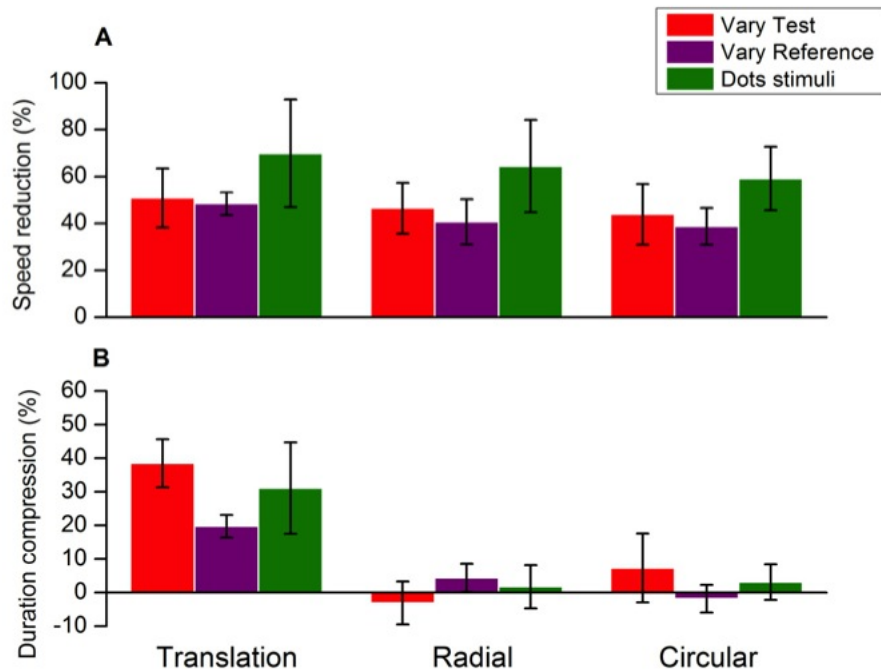 Vary Test
Vary Reference
Dots stimuli
A
Speed reduction (%)
100
80
60
40
20
0
B
Duration compression (%)
60
50
40
30
20
10
0
-10
Translation Radial Circular